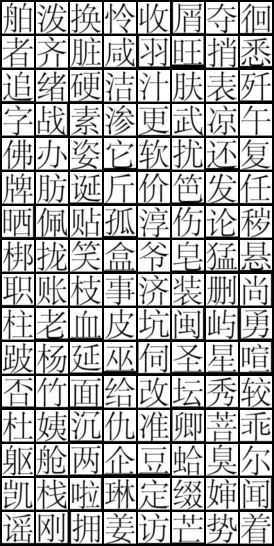 舶泼换怜收屑夺徊
者齐脏咸羽旺捎悉
追绪硬洁汁肤表歼
字战素渗更武凉午
佛办姿它软扰还复
牌肪诞斤价笆发任
晒佩贴孤淳伤论秽
梆拢笑盒爷皂猛悬
职账枝事济装删尚
柱老血皮坑闽屿勇
跛杨延巫伺圣星喧
否竹面给改坛秀较
杜姨沉仇准卿菩乖
躯舱两企豆蛤臭尔
凯栈啦琳定缀婶闻
谣刚拥姜访芒势着